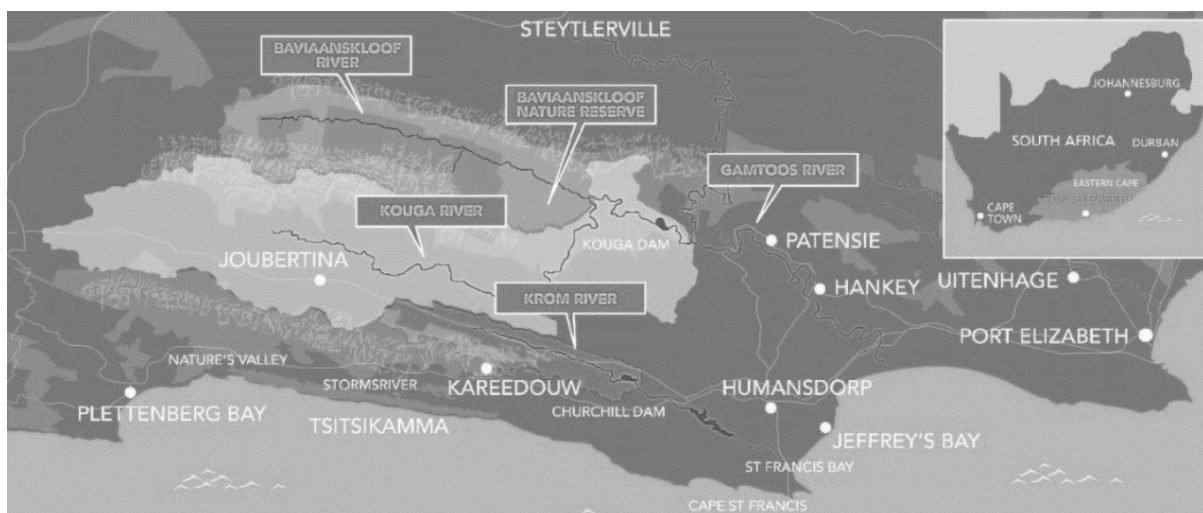 STEYTLERVILLE
BAVIAANSKLOOF
RIVER
BAVIAANSKLOOF
NATURE RESERVE
GAMTOOS RIVER
KOUGA RIVER
KOUGA DAM
PATENSIE
JOUBERTINA
HANKEY
UITENHAGE
KROM RIVER
PORT ELIZABETH
NATURE'S VALLEY
STORMSRIVER
KAREEDOUW
HUMANSDORP
PLETTENBERG BAY
TSITSIKAMMA
CHURCHILL DAM
JEFFREY'S BAY
ST FRANCIS BAY
CAPE ST FRANCIS
JOHANNESBURG
SOUTH AFRICA
DURBAN
EASTERN CAPE
PORT ELIZABETH
CAPE
TOWN